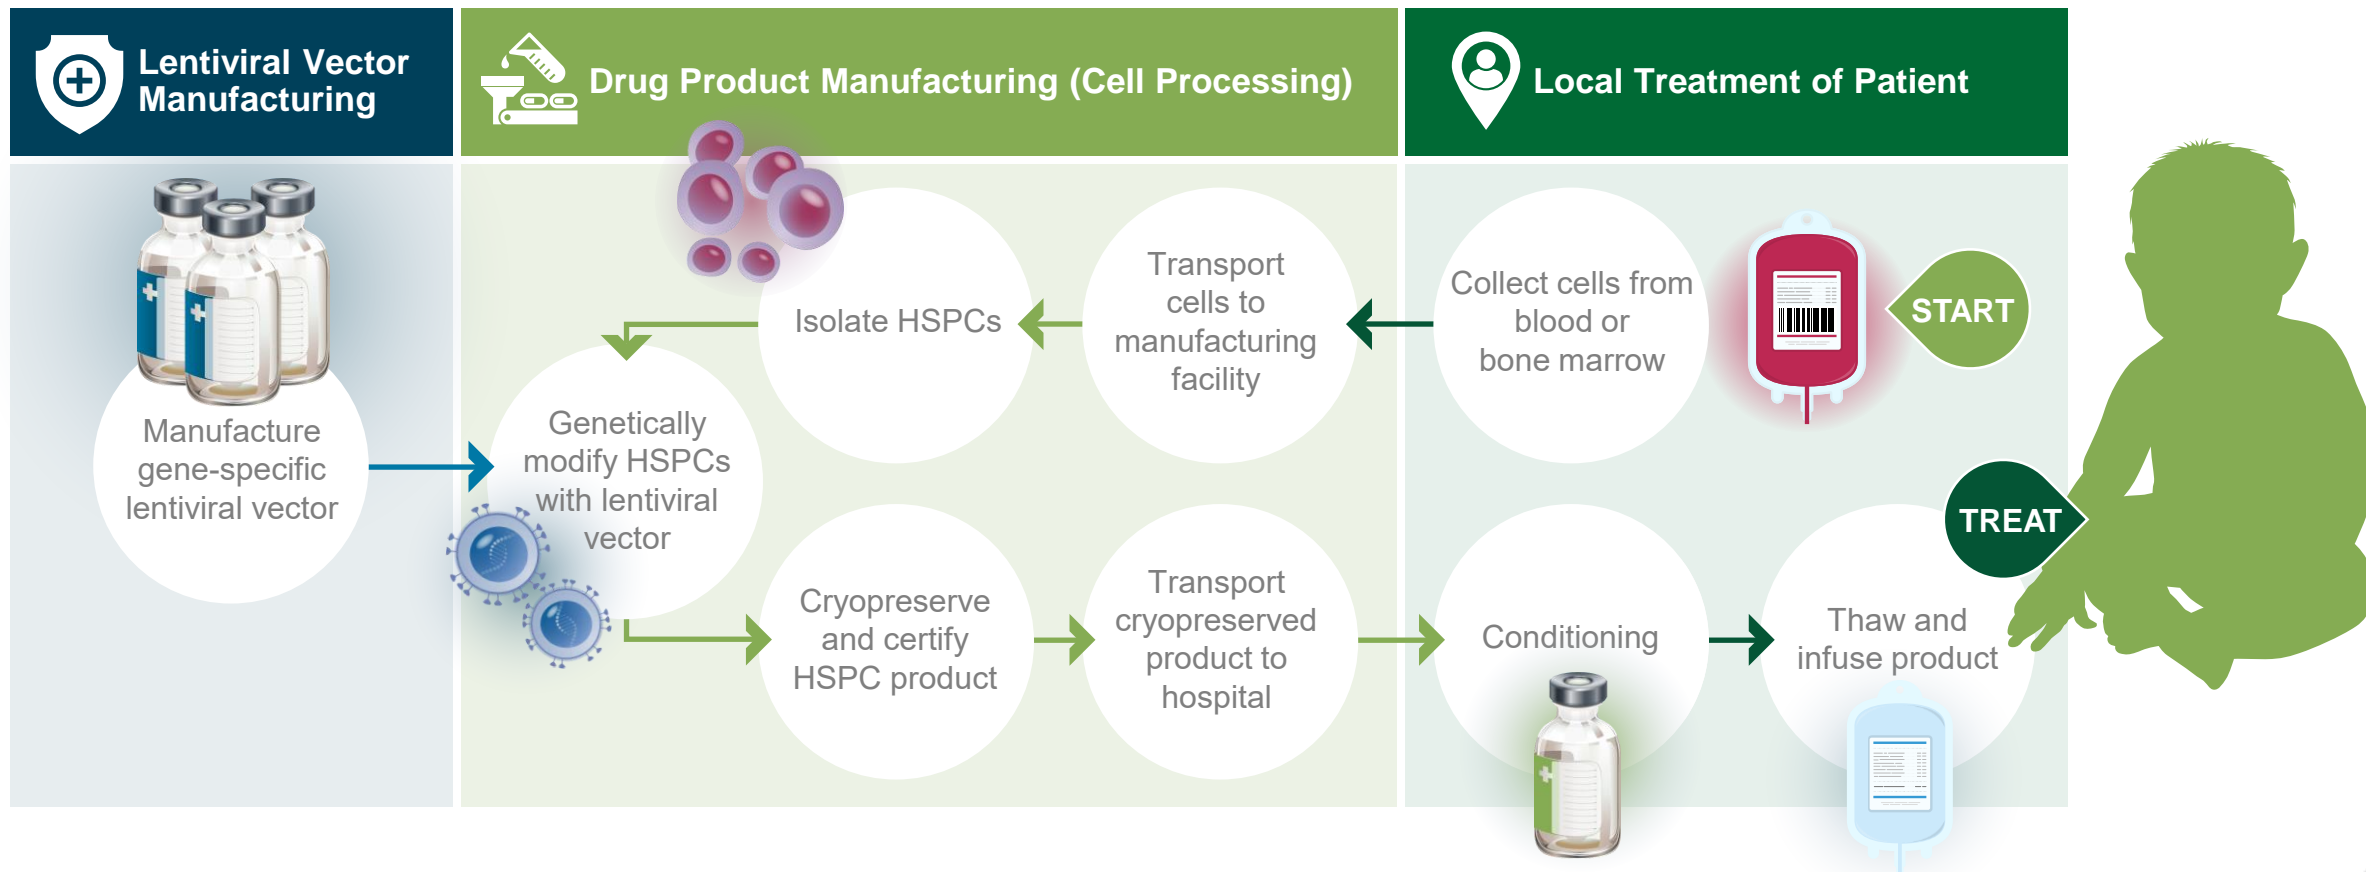 Lentiviral Vector
Manufacturing
Drug Product Manufacturing (Cell Processing)
Local Treatment of Patient
START
Collect cells from
blood or
bone marrow
Transport
cells to
manufacturing
facility
Isolate HSPCs
Manufacture
gene-specific
lentiviral vector
Genetically
modify HSPCs
with lentiviral
vector
Cryopreserve
and certify
HSPC product
Transport
cryopreserved
product to
hospital
Conditioning
Thaw and
infuse product
TREAT